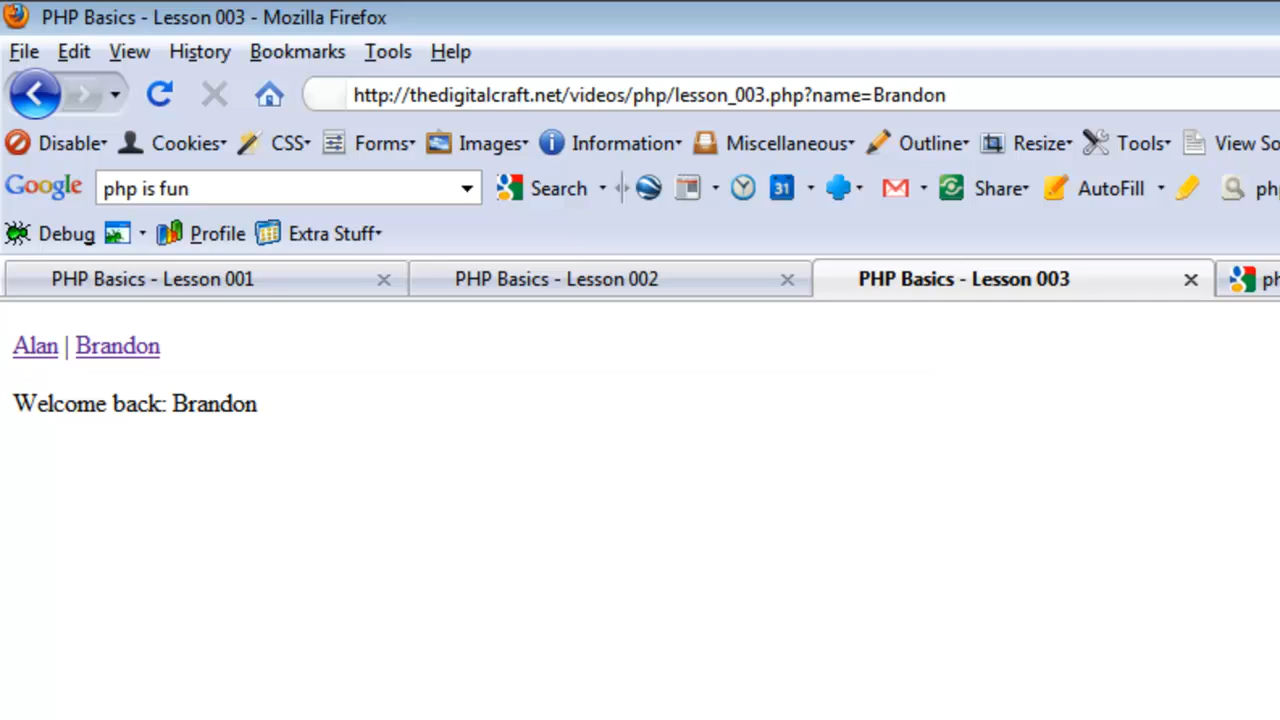 PHP Basics - Lesson 003 - Mozilla Firefox
File Edit View History Bookmarks Tools Help
http://thedigitalcraft.net/videos/php/lesson_003.php?name=Brandon
Disable Cookies CSS Forms Images Information Miscellaneous Outline Resize Tools View So
Google php is fun Search 31 Share AutoFill php
Debug Profile Extra Stuff
PHP Basics - Lesson 001 PHP Basics - Lesson 002 PHP Basics - Lesson 003 ph
Alan | Brandon
Welcome back: Brandon